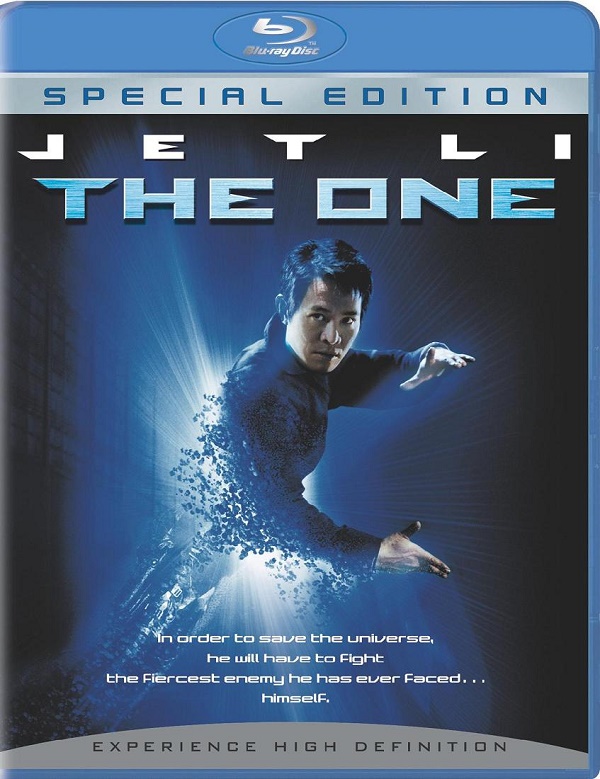 Blu-ray Disc
SPECIAL EDITION
JET LI
THE ONE
In order to save the universe,
he will have to fight
the fiercest enemy he has ever faced...
himself.
EXPERIENCE HIGH DEFINITION